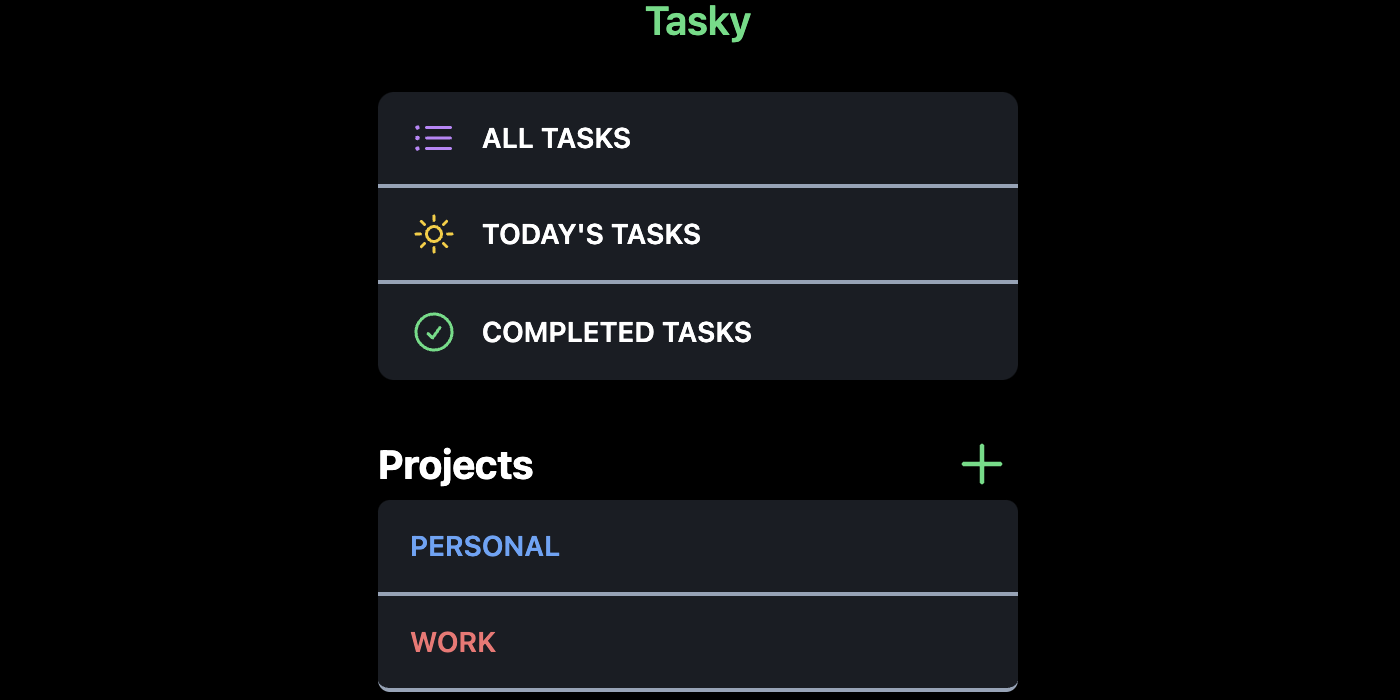 Tasky
ALL TASKS
TODAY'S TASKS
COMPLETED TASKS
Projects
PERSONAL
WORK